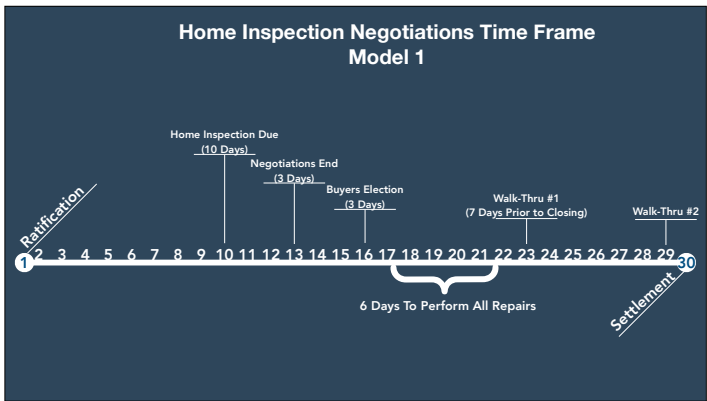 Home Inspection Negotiations Time Frame
Model 1
Home Inspection Due
(10 Days)
Negotiations End
(3 Days)
Buyers Election
(3 Days)
Walk-Thru #1
(7 Days Prior to Closing)
Walk-Thru #2
Ratification
1 2 3 4 5 6 7 8 9 10 11 12 13 14 15 16 17 18 19 20 21 22 23 24 25 26 27 28 29 30
6 Days To Perform All Repairs
Settlement